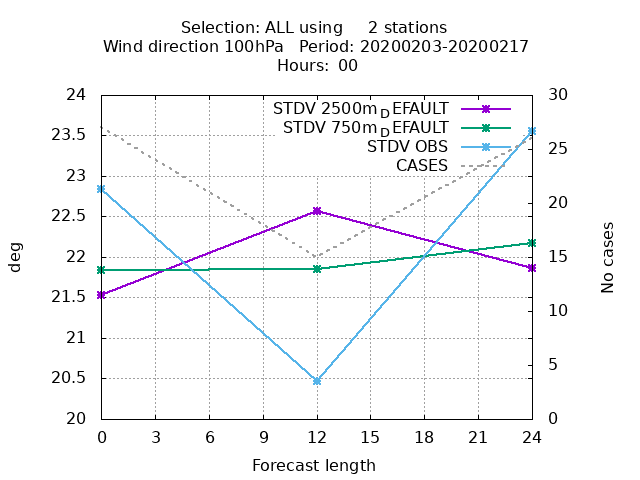 Selection: ALL using 2 stations
Wind direction 100hPa Period: 20200203-20200217
Hours: 00
STDV 2500m_DEFAULT
STDV 750m_DEFAULT
STDV OBS
CASES
24
23.5
23
22.5
22
21.5
21
20.5
20
30
25
20
15
10
5
0
deg
No cases
0 3 6 9 12 15 18 21 24
Forecast length